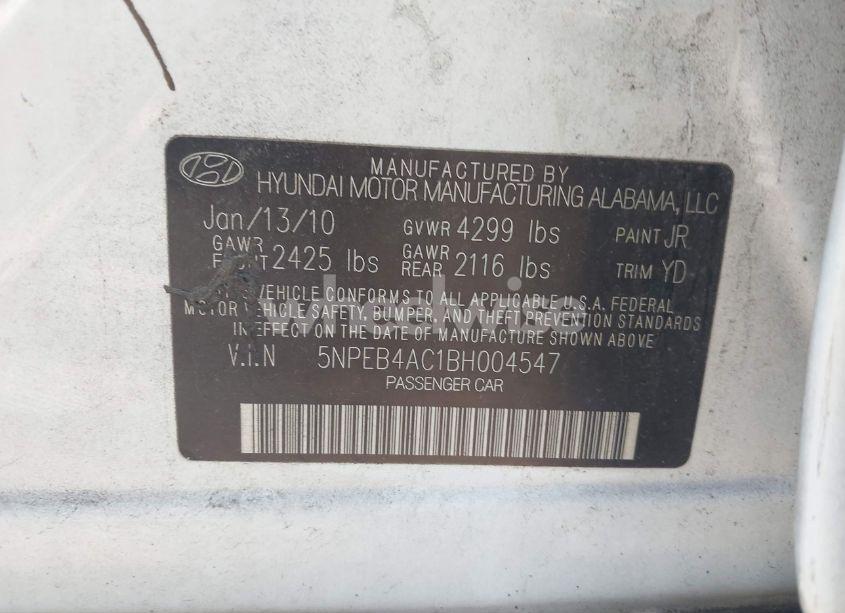 MANUFACTURED BY
HYUNDAI MOTOR MANUFACTURING ALABAMA, LLC
Jan/13/10 GVWR 4299 lbs PAINT JR
GAWR FRONT 2425 lbs GAWR REAR 2116 lbs TRIM YD
VEHICLE CONFORMS TO ALL APPLICABLE U.S.A. FEDERAL
MOTOR VEHICLE SAFETY, BUMPER, AND THEFT PREVENTION STANDARDS
IN EFFECT ON THE DATE OF MANUFACTURE SHOWN ABOVE
V.I.N 5NPEB4AC1BH004547
PASSENGER CAR